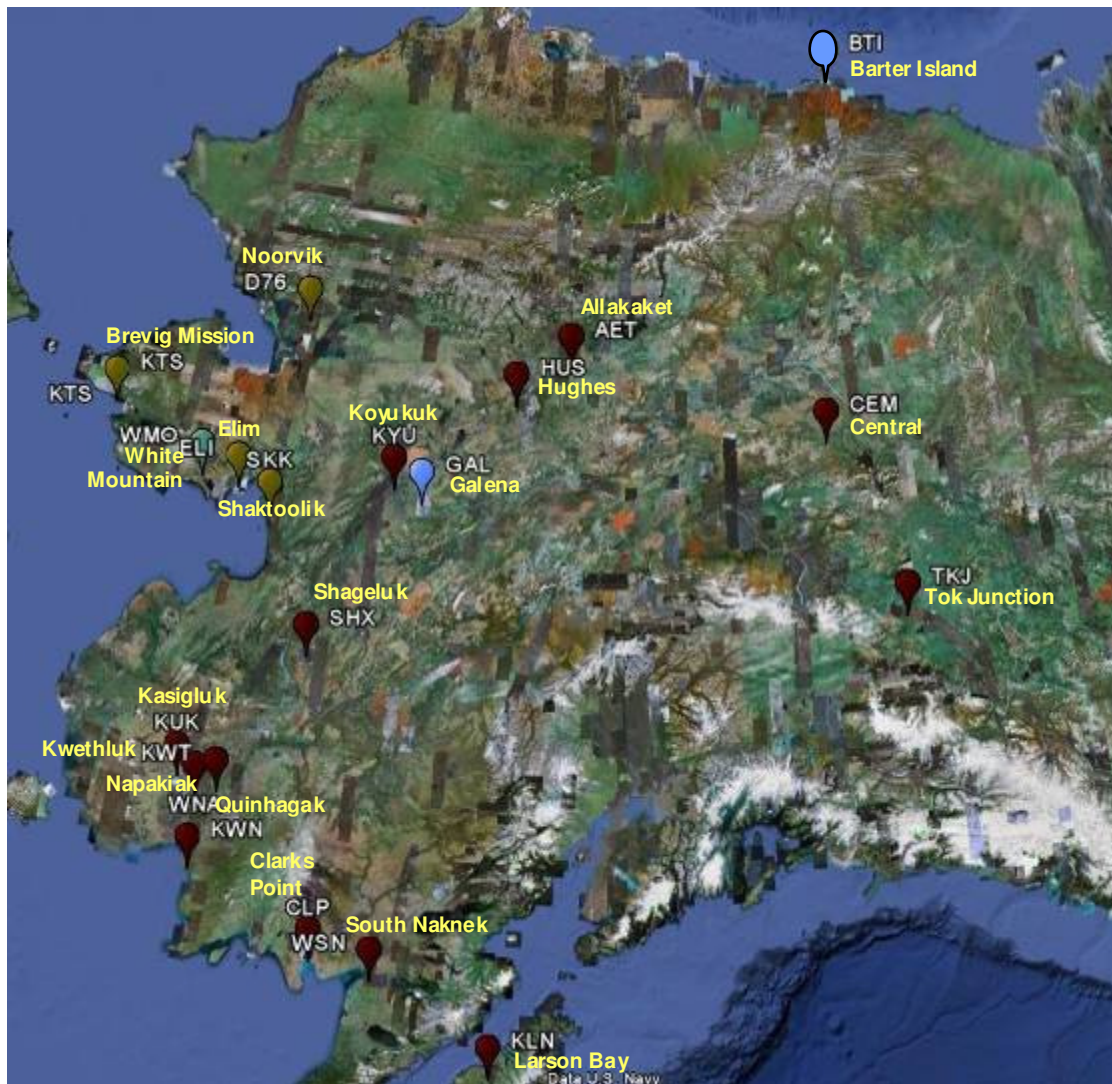 BTI
Barter Island
Noorvik
D76
Allakaket
AET
Brevig Mission
KTS
KTS
HUS
Hughes
Koyukuk
KYU
CEM
Central
Elim
WMO
ELI
White
Mountain
SKK
GAL
Galena
Shaktoolik
TKJ
Tok Junction
Shageluk
SHX
Kasigluk
KUK
Kwethluk
KWT
Napakiak
WNA
Quinhagak
KWN
Clarks
Point
CLP
South Naknek
WSN
KLN
Larson Bay
Data U.S. Navy